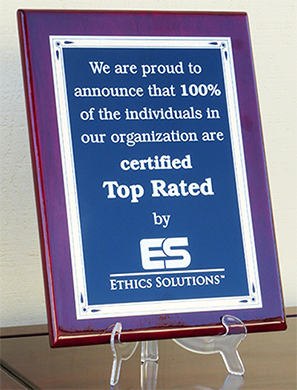 We are proud to
announce that 100%
of the individuals in
our organization are
certified
Top Rated
by
ES
ETHICS SOLUTIONS™